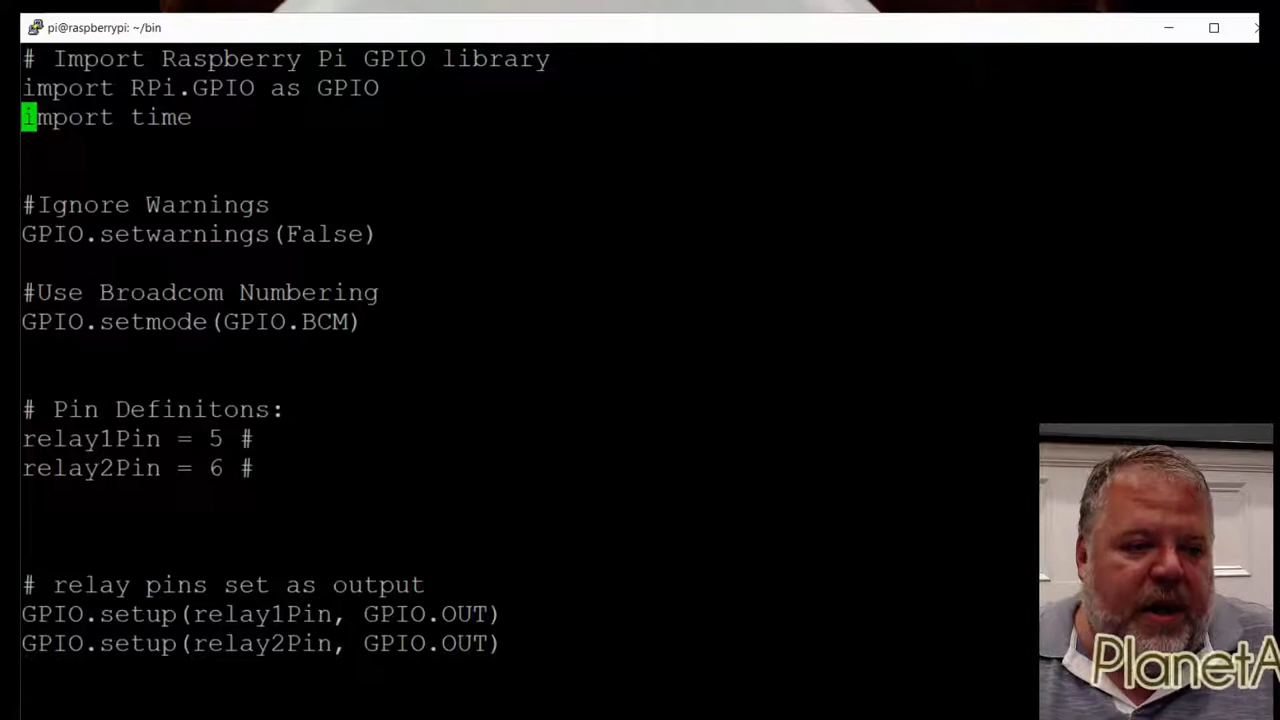 pi@raspberrypi: ~/bin
# Import Raspberry Pi GPIO library
import RPi.GPIO as GPIO
import time
#Ignore Warnings
GPIO.setwarnings(False)
#Use Broadcom Numbering
GPIO.setmode(GPIO.BCM)
# Pin Definitons:
relay1Pin = 5 #
relay2Pin = 6 #
# relay pins set as output
GPIO.setup(relay1Pin, GPIO.OUT)
GPIO.setup(relay2Pin, GPIO.OUT)
PlanetA